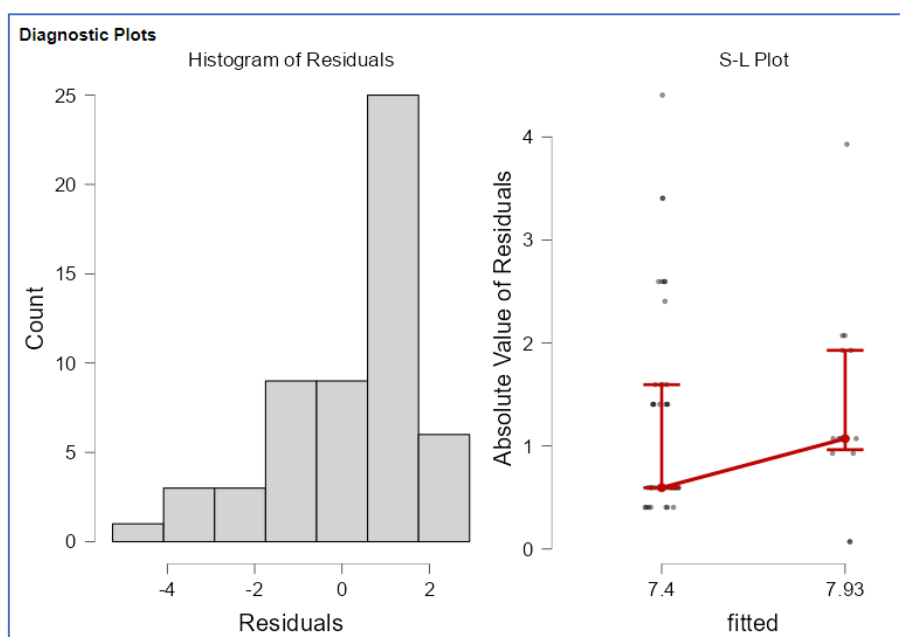 Diagnostic Plots
Histogram of Residuals
25
20
15
10
5
0
Count
-4
-2
0
2
Residuals
S-L Plot
4
3
2
1
0
Absolute Value of Residuals
7.4
7.93
fitted